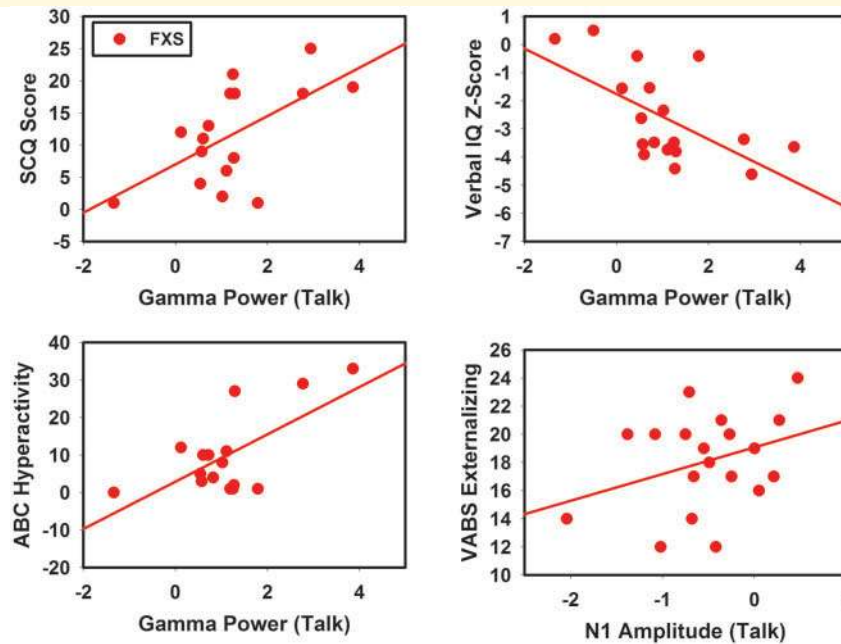 30
25
20
15
10
5
0
-5
SCQ Score
FXS
-2 0 2 4
Gamma Power (Talk)
1
0
-1
-2
-3
-4
-5
-6
-7
Verbal IQ Z-Score
-2 0 2 4
Gamma Power (Talk)
40
30
20
10
0
-10
-20
ABC Hyperactivity
-2 0 2 4
Gamma Power (Talk)
26
24
22
20
18
16
14
12
10
VABS Externalizing
-2 -1 0
N1 Amplitude (Talk)